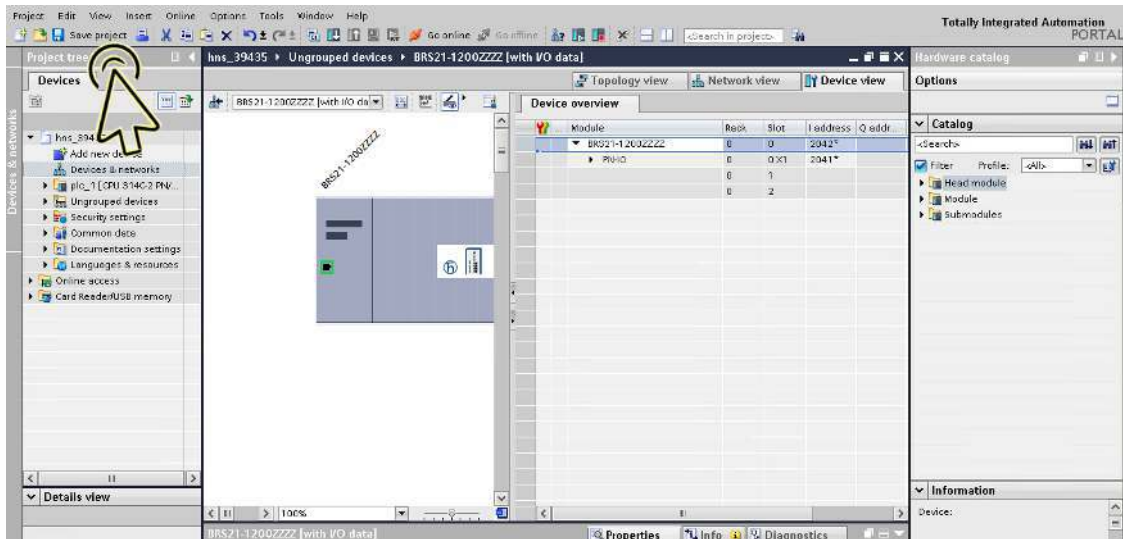 Project Edit View Insert Online Options Tools Window Help
Totally Integrated Automation
PORTAL
Save project
Go online
Go offline
<Search in project>
Project tree
hns_39435 ▸ Ungrouped devices ▸ BRS21-1200ZZZZ [with I/O data]
Hardware catalog
Devices
Topology view
Network view
Device view
Options
BRS21-1200ZZZZ [with I/O da
Device overview
Devices & networks
Module
Rack
Slot
I address
Q addr...
Catalog
hns_394
BRS21-1200ZZZZ
0
0
2042*
<Search>
Add new de
PN-IO
0
0 X1
2041*
Filter
Profile:
<All>
Devices & networks
0
1
Head module
plc_1 [CPU 314C-2 PN/...
0
2
Module
Ungrouped devices
Submodules
Security settings
Common data
Documentation settings
Languages & resources
Online access
Card Reader/USB memory
BRS21-1200ZZZZ
Details view
100%
Information
Device:
BRS21-1200ZZZZ [with I/O data]
Properties
Info
Diagnostics